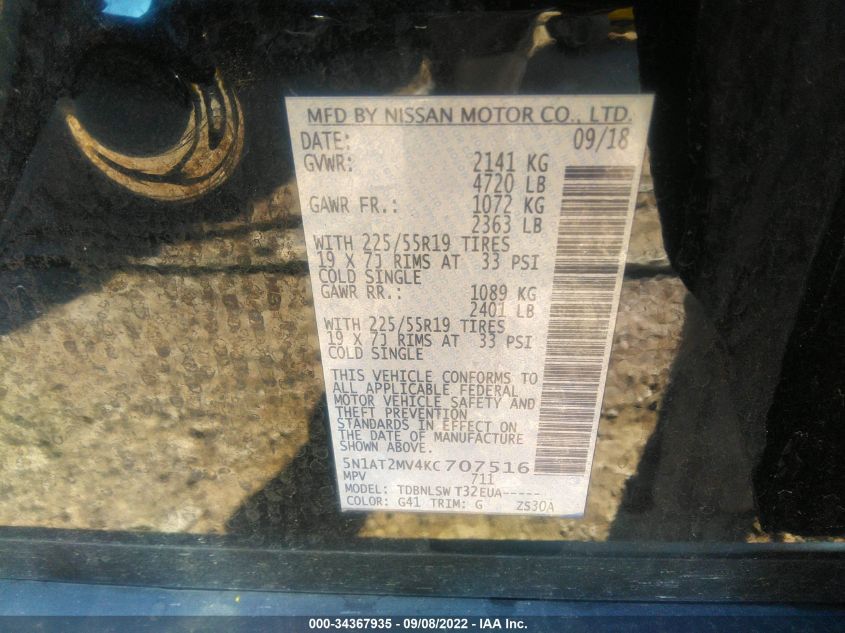 MFD BY NISSAN MOTOR CO., LTD.
DATE: 09/18
GVWR: 2141 KG
4720 LB
GAWR FR.: 1072 KG
2363 LB
WITH 225/55R19 TIRES
19 X 7J RIMS AT 33 PSI
COLD SINGLE
GAWR RR.: 1089 KG
2401 LB
WITH 225/55R19 TIRES
19 X 7J RIMS AT 33 PSI
COLD SINGLE
THIS VEHICLE CONFORMS TO
ALL APPLICABLE FEDERAL
MOTOR VEHICLE SAFETY AND
THEFT PREVENTION
STANDARDS IN EFFECT ON
THE DATE OF MANUFACTURE
SHOWN ABOVE.
5N1AT2MV4KC707516
MPV 711
MODEL: TDBNLSW T32EUA-----
COLOR: G41 TRIM: G ZS30A
000-34367935 - 09/08/2022 - IAA Inc.